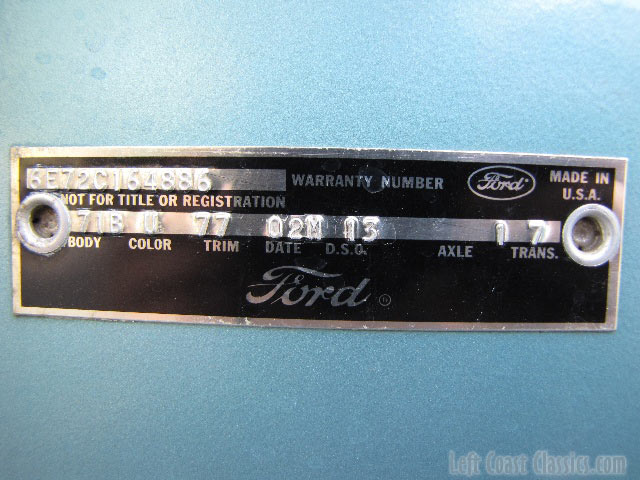 6E72C164886 WARRANTY NUMBER Ford MADE IN U.S.A.
NOT FOR TITLE OR REGISTRATION
71B U 77 02M 13 1 7
BODY COLOR TRIM DATE D.S.O. AXLE TRANS.
Ford ®
Left Coast Classics.com